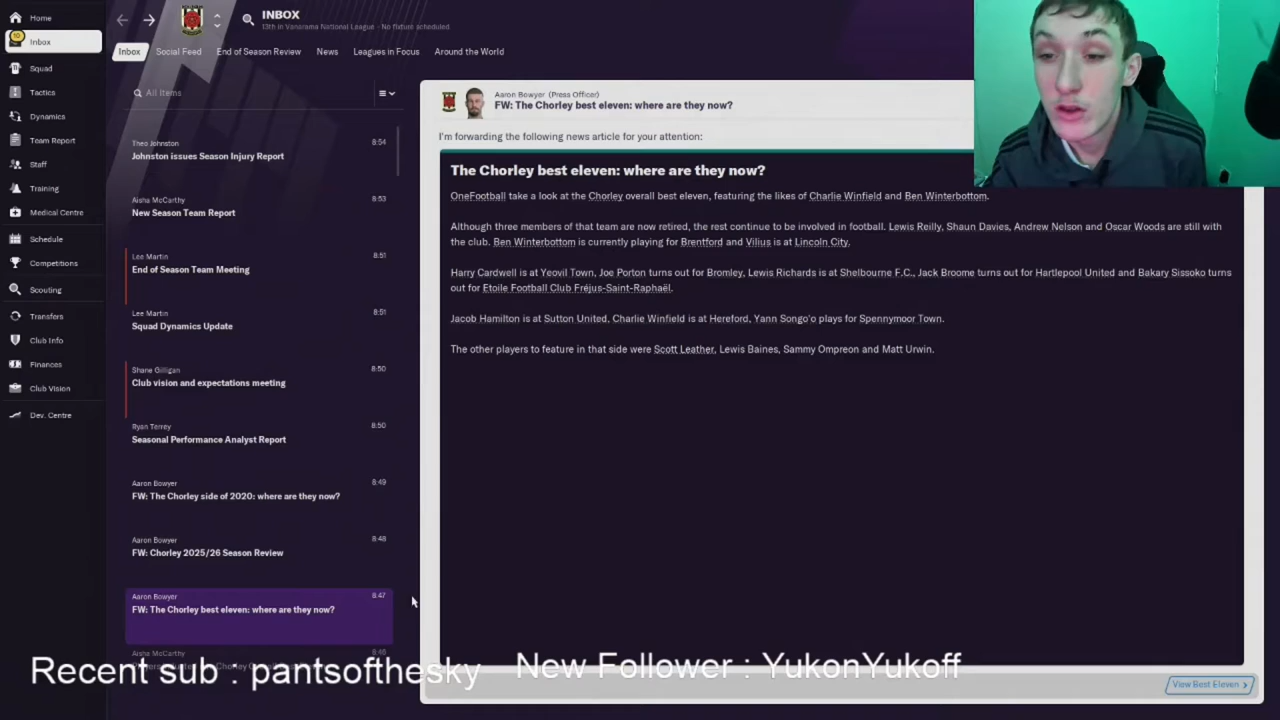 Home
INBOX
13th in Vanarama National League - No fixture scheduled
10
Inbox
Squad
Tactics
Dynamics
Team Report
Staff
Training
Medical Centre
Schedule
Competitions
Scouting
Transfers
Club Info
Finances
Club Vision
Dev. Centre
Inbox Social Feed End of Season Review News Leagues in Focus Around the World
All Items
Theo Johnston 8:54
Johnston issues Season Injury Report
Aisha McCarthy 8:53
New Season Team Report
Lee Martin 8:51
End of Season Team Meeting
Lee Martin 8:51
Squad Dynamics Update
Shane Gilligan 8:50
Club vision and expectations meeting
Ryan Terrey 8:50
Seasonal Performance Analyst Report
Aaron Bowyer 8:49
FW: The Chorley side of 2020: where are they now?
Aaron Bowyer 8:48
FW: Chorley 2025/26 Season Review
Aaron Bowyer 8:47
FW: The Chorley best eleven: where are they now?
Aisha McCarthy 8:46
Aaron Bowyer (Press Officer)
FW: The Chorley best eleven: where are they now?
I'm forwarding the following news article for your attention:
The Chorley best eleven: where are they now?
OneFootball take a look at the Chorley overall best eleven, featuring the likes of Charlie Winfield and Ben Winterbottom.
Although three members of that team are now retired, the rest continue to be involved in football. Lewis Reilly, Shaun Davies, Andrew Nelson and Oscar Woods are still with
the club. Ben Winterbottom is currently playing for Brentford and Vilius is at Lincoln City.
Harry Cardwell is at Yeovil Town, Joe Porton turns out for Bromley, Lewis Richards is at Shelbourne F.C., Jack Broome turns out for Hartlepool United and Bakary Sissoko turns
out for Etoile Football Club Fréjus-Saint-Raphaël.
Jacob Hamilton is at Sutton United, Charlie Winfield is at Hereford, Yann Songo'o plays for Spennymoor Town.
The other players to feature in that side were Scott Leather, Lewis Baines, Sammy Ompreon and Matt Urwin.
View Best Eleven
Recent sub : pantsofthesky
New Follower : YukonYukoff